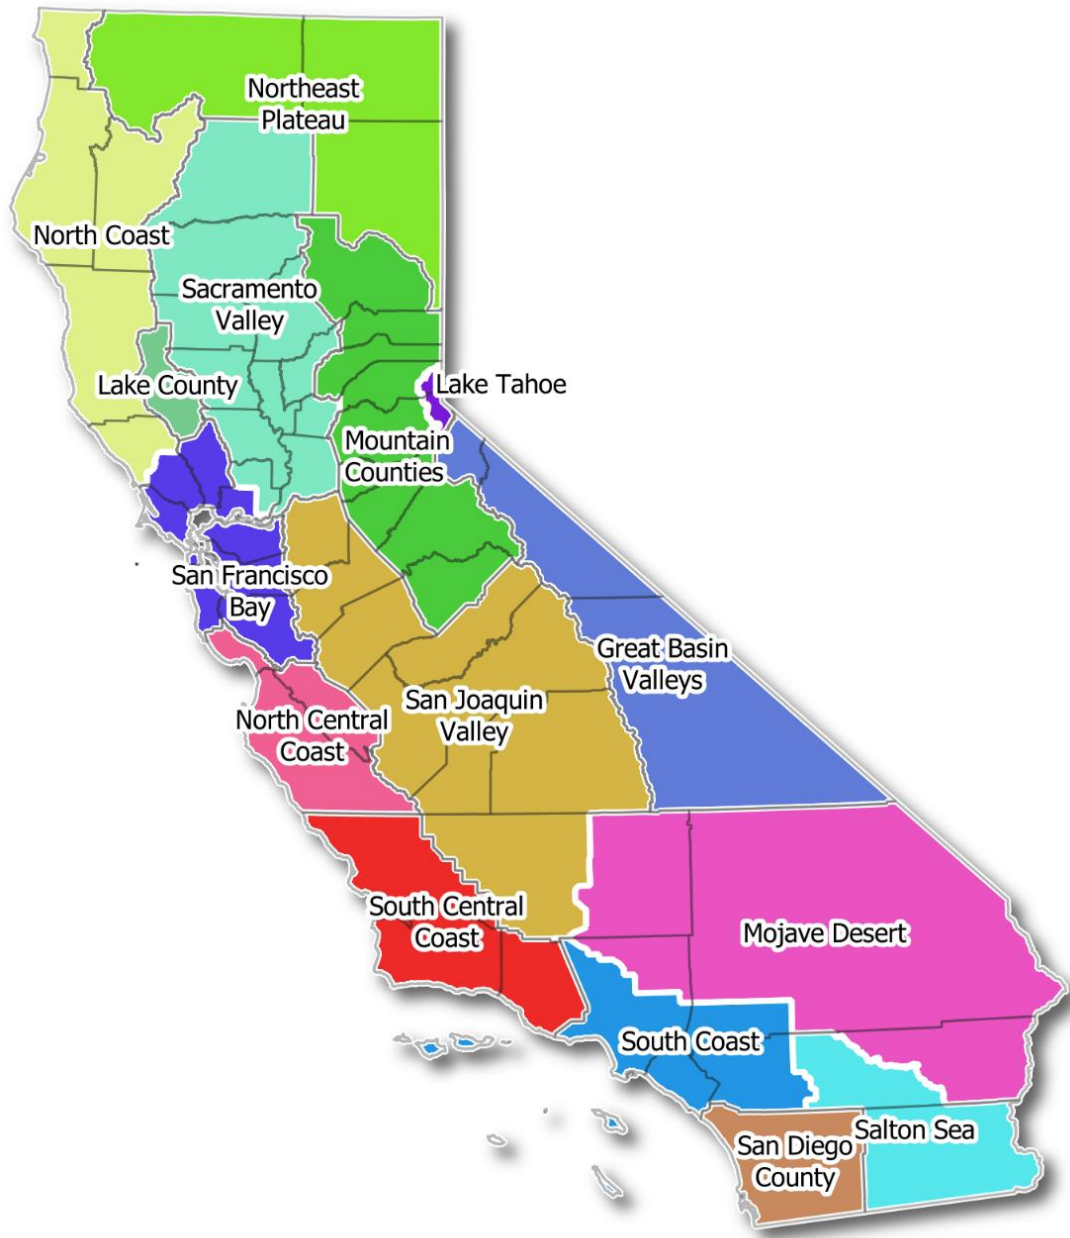 Northeast
Plateau
North Coast
Sacramento
Valley
Lake County
Lake Tahoe
Mountain
Counties
San Francisco
Bay
Great Basin
Valleys
San Joaquin
Valley
North Central
Coast
South Central
Coast
Mojave Desert
South Coast
Salton Sea
San Diego
County